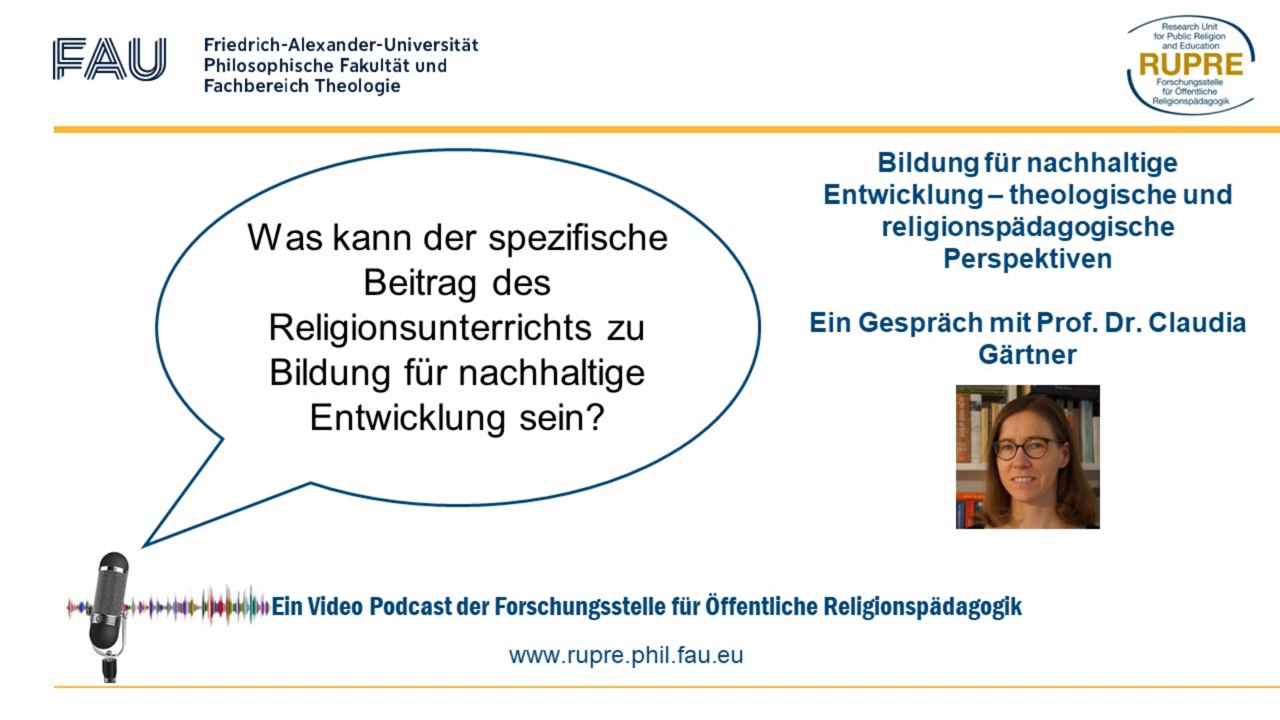 FAU
Friedrich-Alexander-Universität
Philosophische Fakultät und
Fachbereich Theologie
Research Unit
for Public Religion
and Education
RUPRE
Forschungsstelle
für Öffentliche
Religionspädagogik
Was kann der spezifische
Beitrag des
Religionsunterrichts zu
Bildung für nachhaltige
Entwicklung sein?
Bildung für nachhaltige
Entwicklung – theologische und
religionspädagogische
Perspektiven
Ein Gespräch mit Prof. Dr. Claudia
Gärtner
Ein Video Podcast der Forschungsstelle für Öffentliche Religionspädagogik
www.rupre.phil.fau.eu